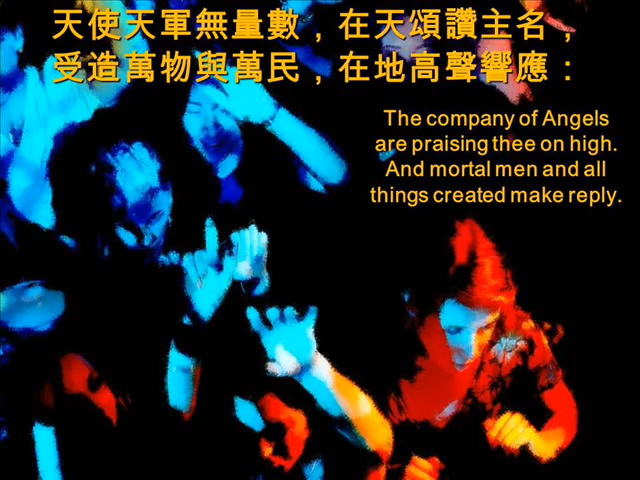 天使天軍無量數，在天頌讚主名，
受造萬物與萬民，在地高聲響應：
The company of Angels
are praising thee on high.
And mortal men and all
things created make reply.